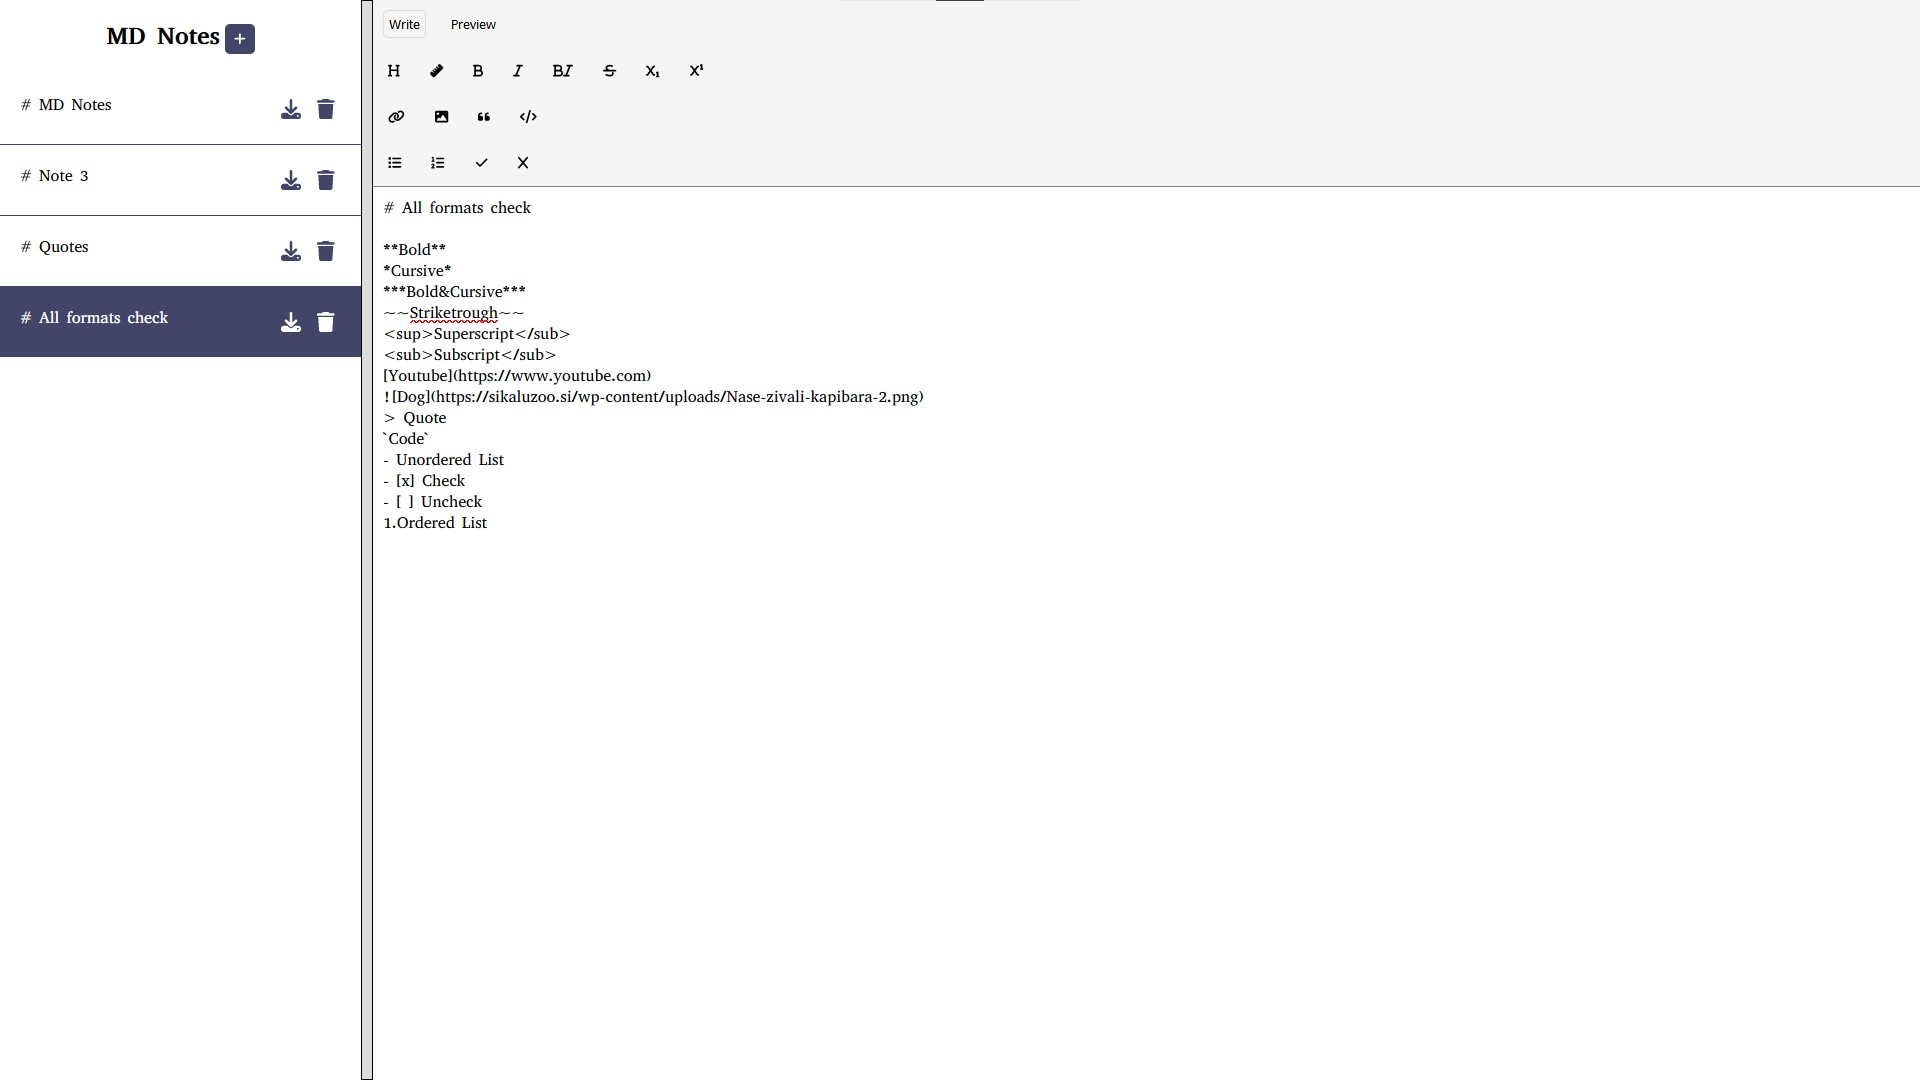 MD Notes +
# MD Notes
# Note 3
# Quotes
# All formats check
Write Preview
H B I BI S X₁ X¹
# All formats check
**Bold**
*Cursive*
***Bold&Cursive***
~~Striketrough~~
<sup>Superscript</sub>
<sub>Subscript</sub>
[Youtube](https://www.youtube.com)
![Dog](https://sikaluzoo.si/wp-content/uploads/Nase-zivali-kapibara-2.png)
> Quote
`Code`
- Unordered List
- [x] Check
- [ ] Uncheck
1.Ordered List